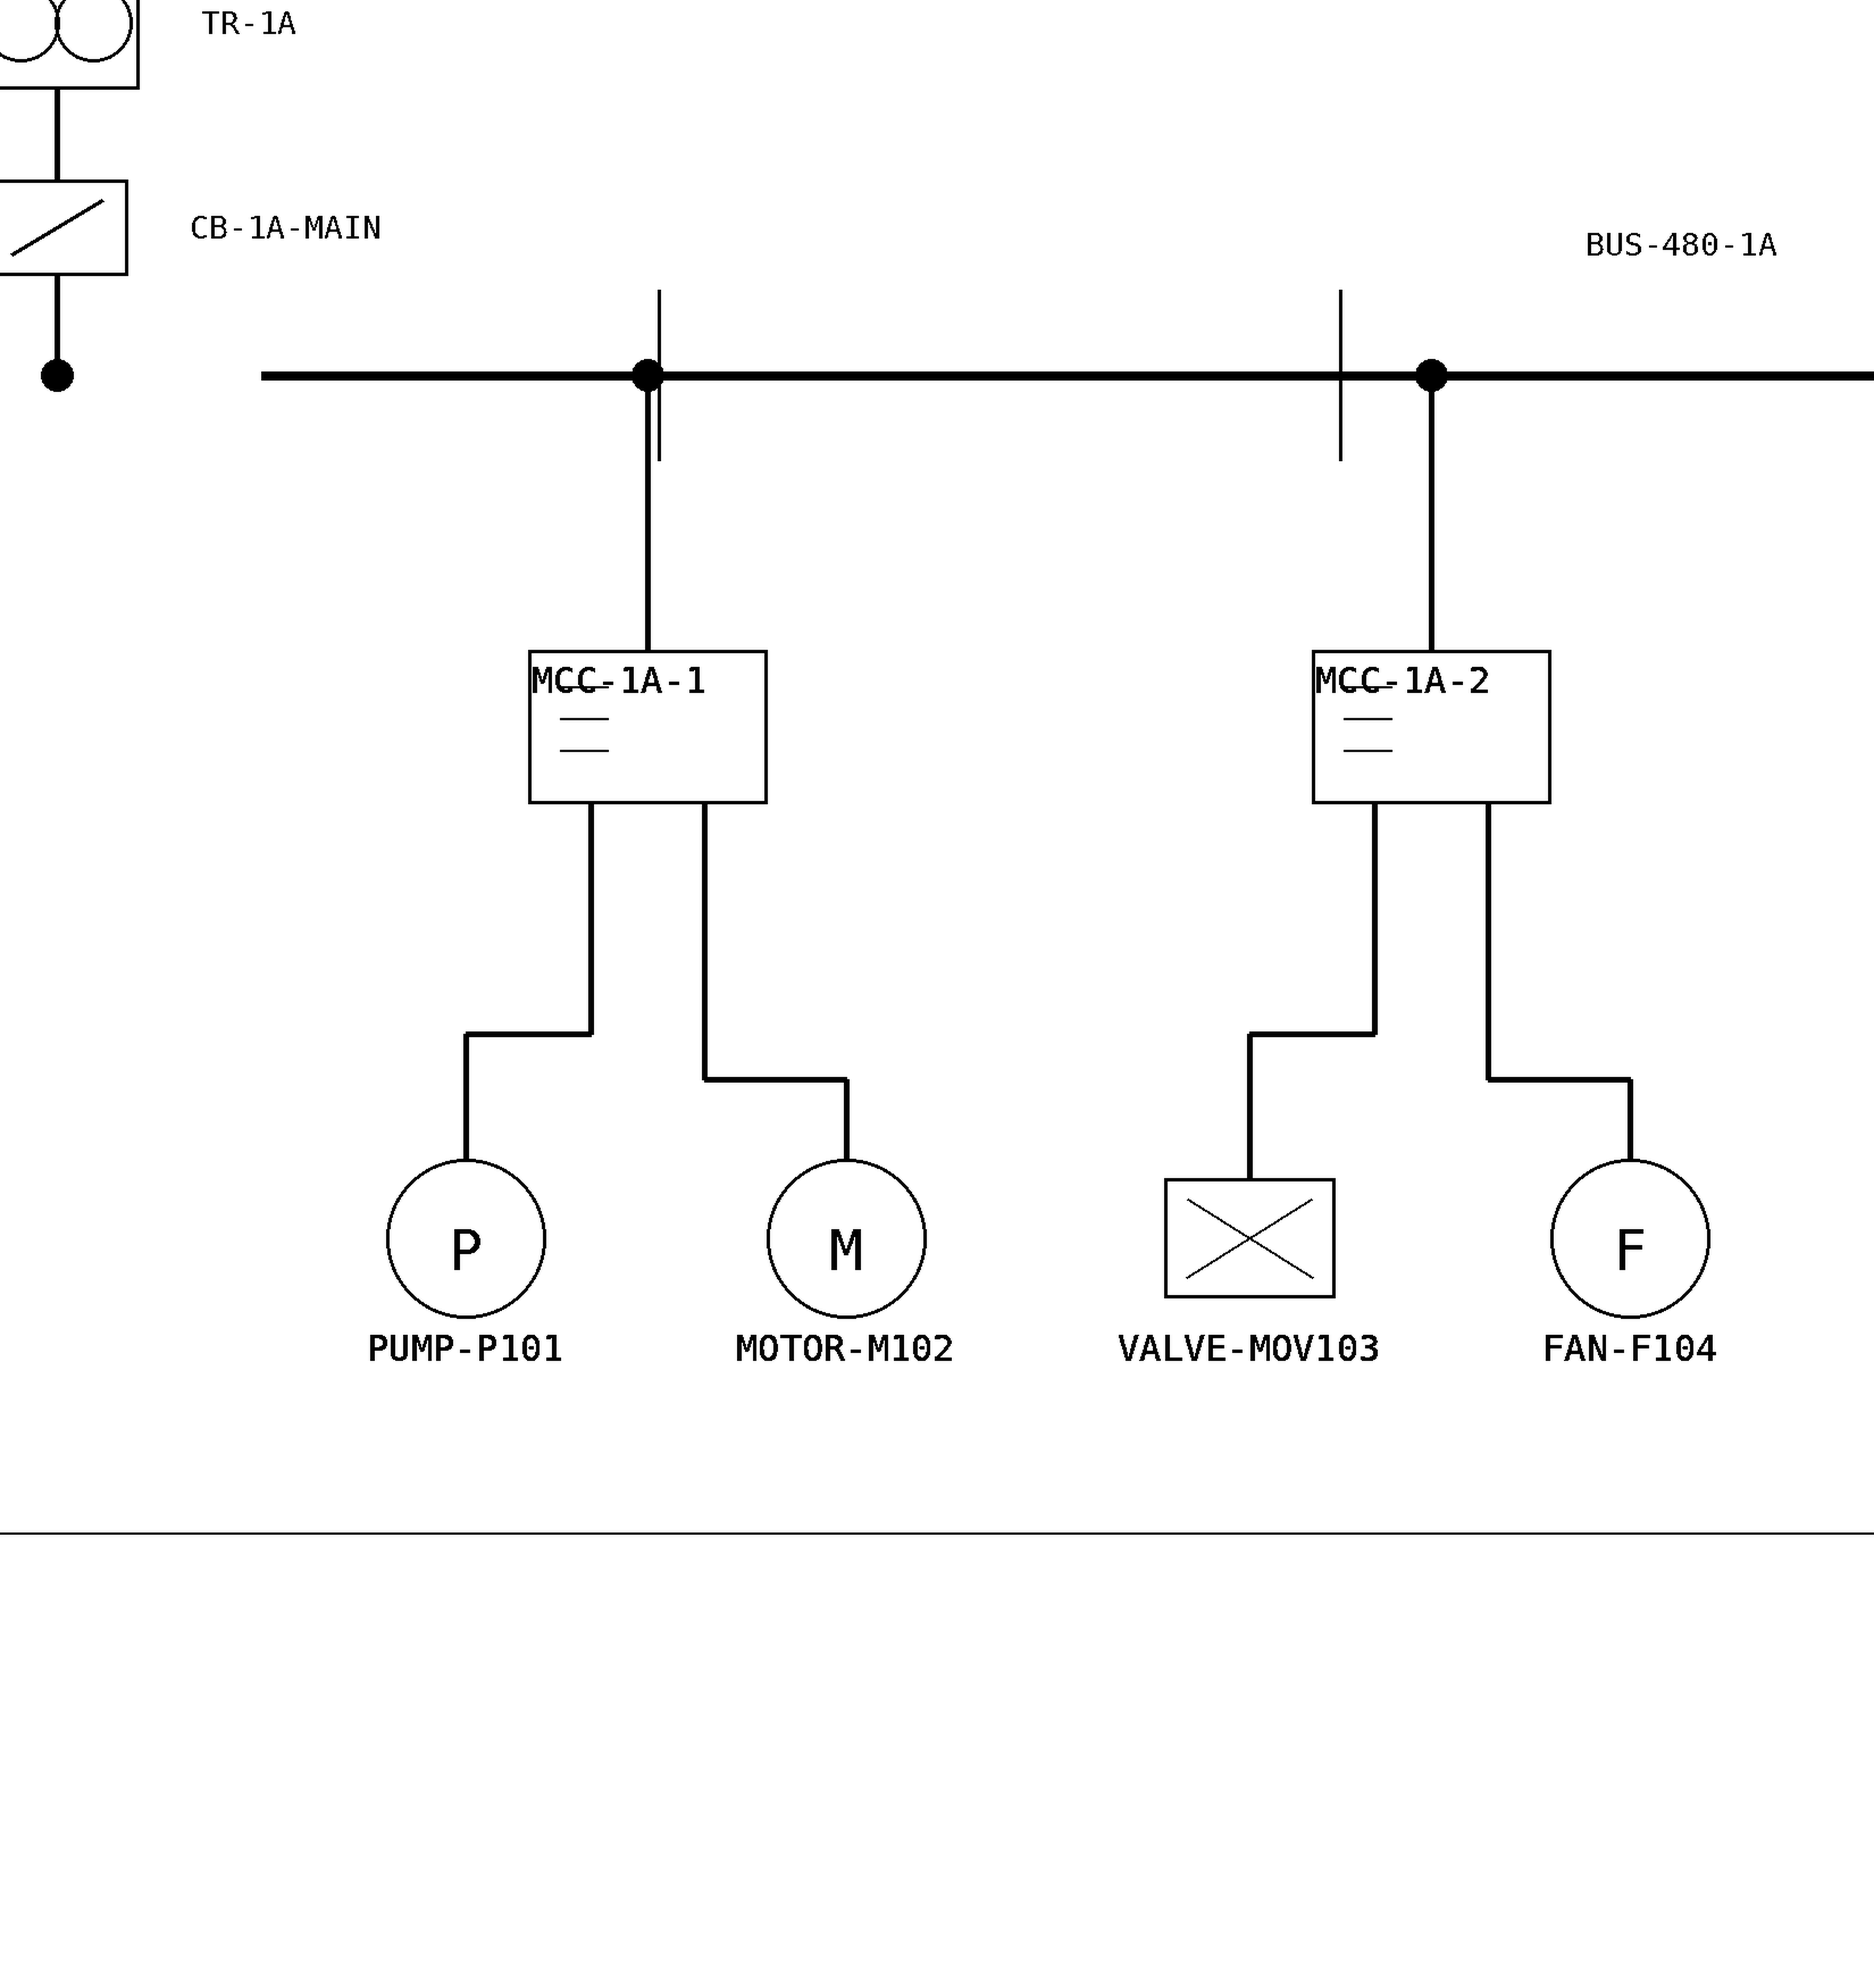 TR-1A
CB-1A-MAIN
BUS-480-1A
MCC-1A-1
MCC-1A-2
P
M
F
PUMP-P101
MOTOR-M102
VALVE-MOV103
FAN-F104